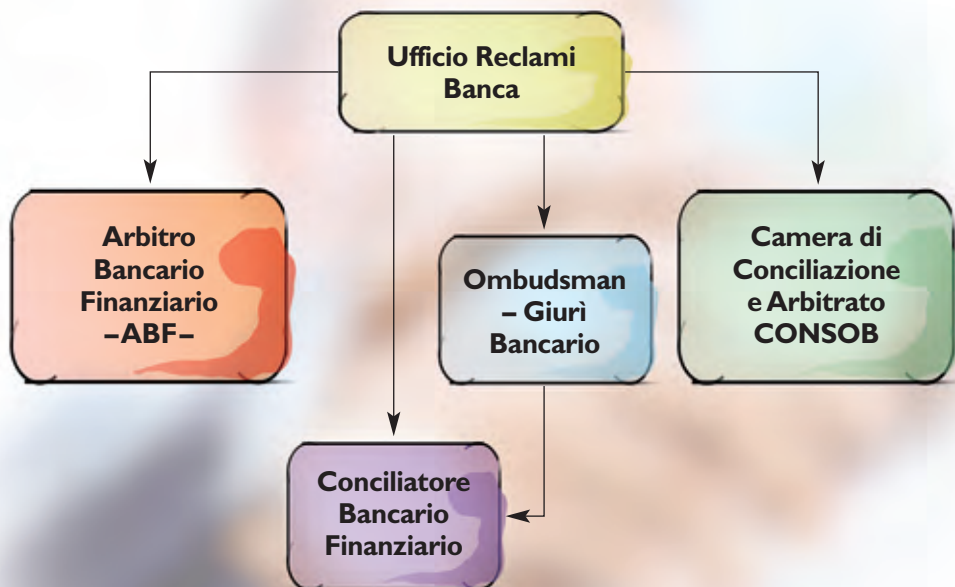 Ufficio Reclami
Banca
Arbitro
Bancario
Finanziario
–ABF–
Ombudsman
– Giurì
Bancario
Camera di
Conciliazione
e Arbitrato
CONSOB
Conciliatore
Bancario
Finanziario